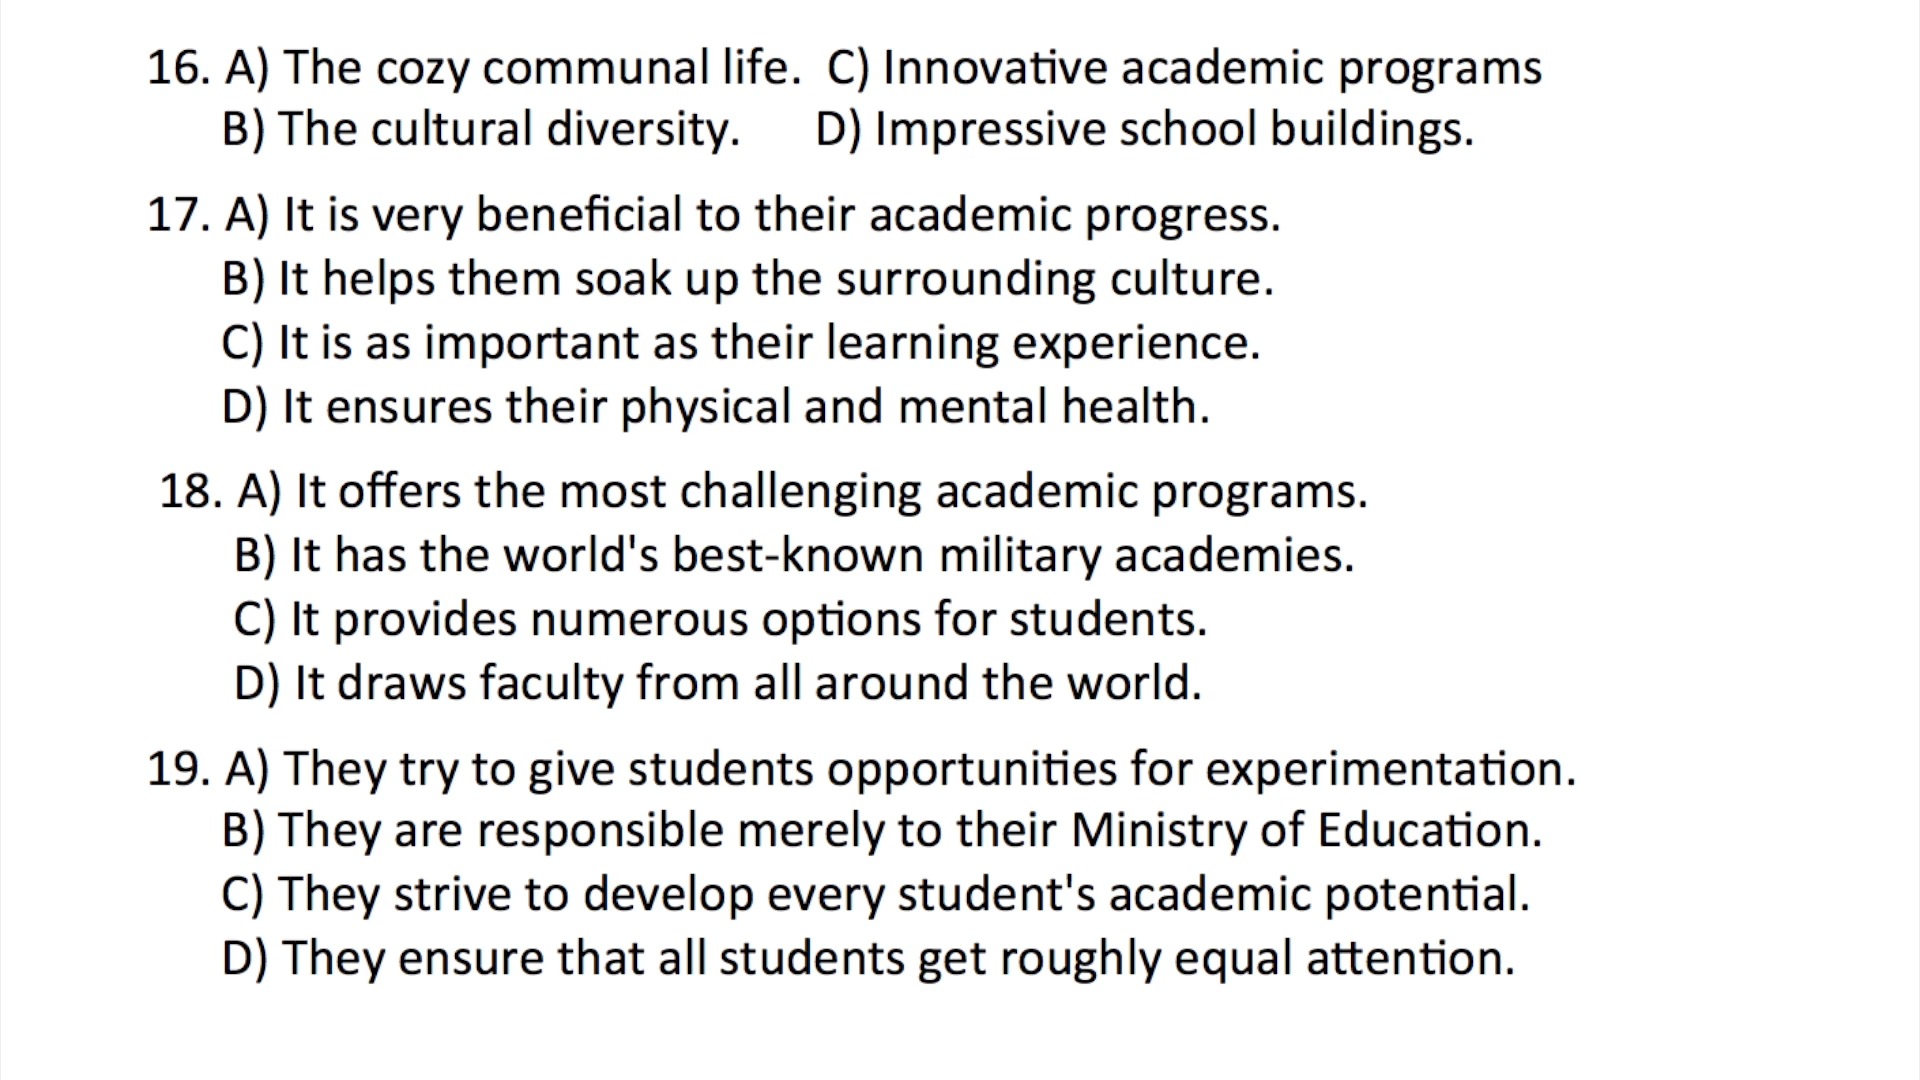 16. A) The cozy communal life. C) Innovative academic programs
B) The cultural diversity. D) Impressive school buildings.
17. A) It is very beneficial to their academic progress.
B) It helps them soak up the surrounding culture.
C) It is as important as their learning experience.
D) It ensures their physical and mental health.
18. A) It offers the most challenging academic programs.
B) It has the world's best-known military academies.
C) It provides numerous options for students.
D) It draws faculty from all around the world.
19. A) They try to give students opportunities for experimentation.
B) They are responsible merely to their Ministry of Education.
C) They strive to develop every student's academic potential.
D) They ensure that all students get roughly equal attention.